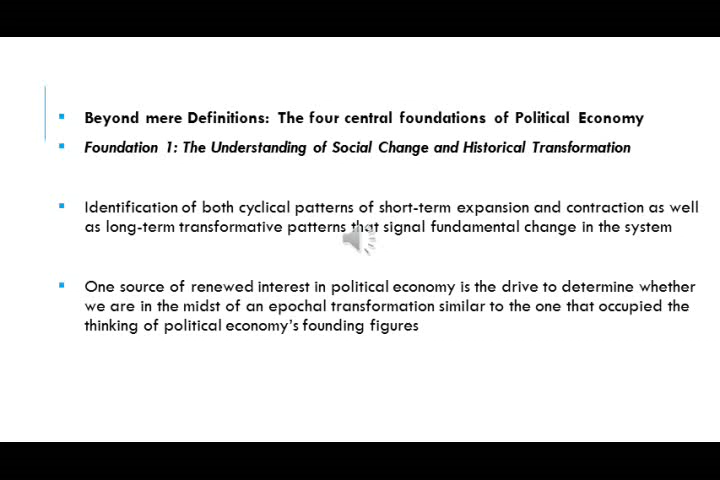 Beyond mere Definitions: The four central foundations of Political Economy
Foundation 1: The Understanding of Social Change and Historical Transformation
Identification of both cyclical patterns of short-term expansion and contraction as well
as long-term transformative patterns that signal fundamental change in the system
One source of renewed interest in political economy is the drive to determine whether
we are in the midst of an epochal transformation similar to the one that occupied the
thinking of political economy’s founding figures